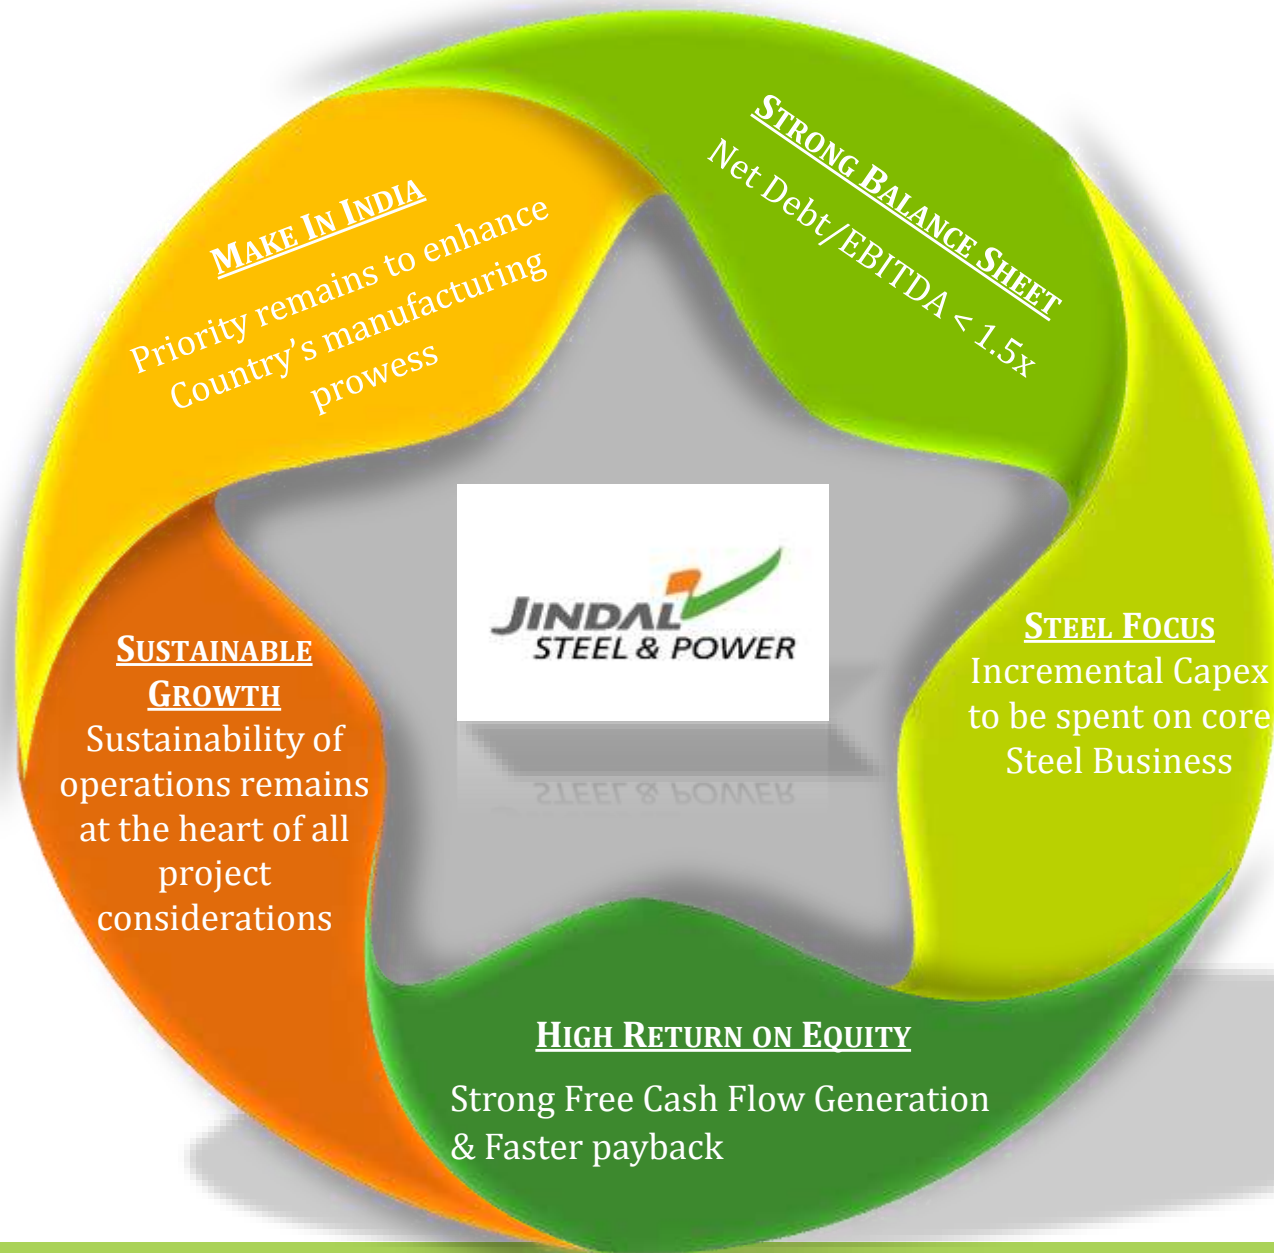 STRONG BALANCE SHEET
Net Debt/EBITDA < 1.5x
MAKE IN INDIA
Priority remains to enhance
Country's manufacturing
prowess
JINDAL
STEEL & POWER
STEEL FOCUS
Incremental Capex
to be spent on core
Steel Business
SUSTAINABLE
GROWTH
Sustainability of
operations remains
at the heart of all
project
considerations
STEEL & POWER
HIGH RETURN ON EQUITY
Strong Free Cash Flow Generation
& Faster payback